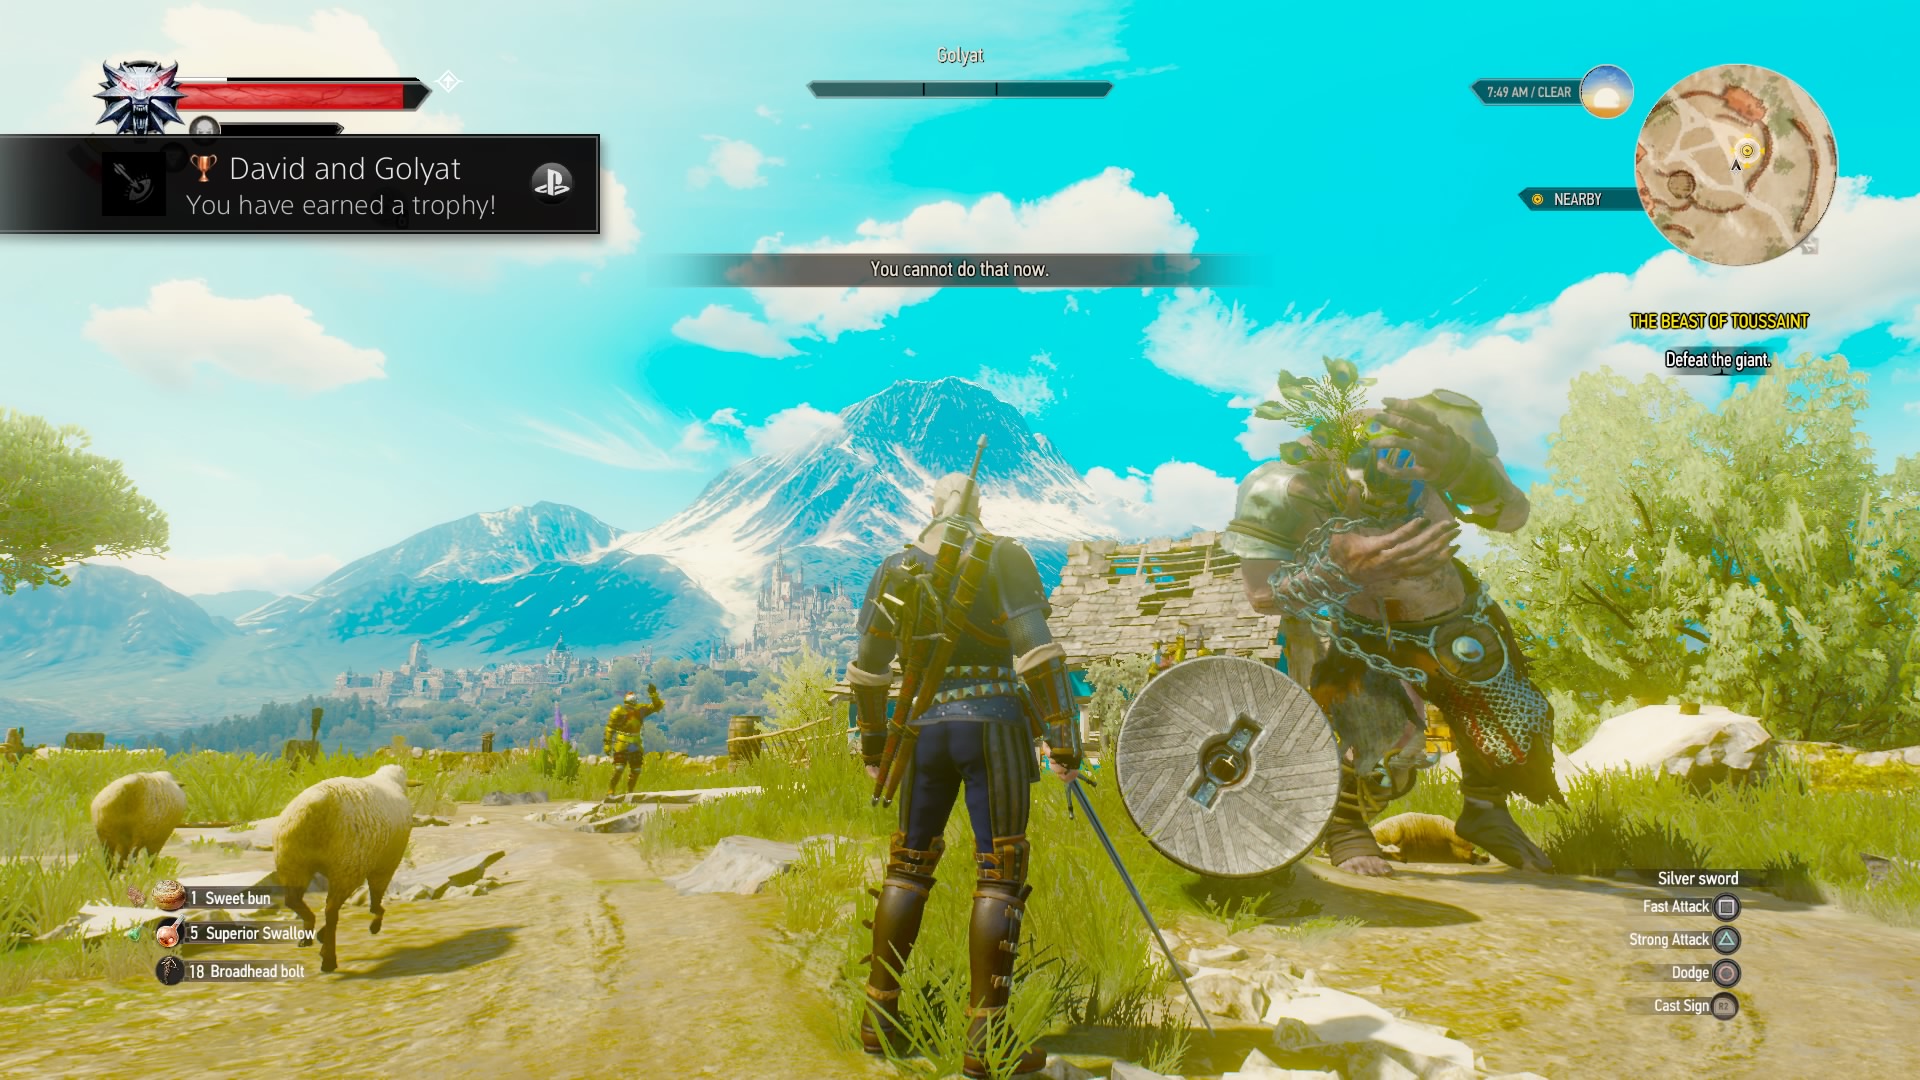 Golyat
7:49 AM / CLEAR
David and Golyat
You have earned a trophy!
NEARBY
You cannot do that now.
THE BEAST OF TOUSSAINT
Defeat the giant.
1 Sweet bun
5 Superior Swallow
18 Broadhead bolt
Silver sword
Fast Attack
Strong Attack
Dodge
Cast Sign R2